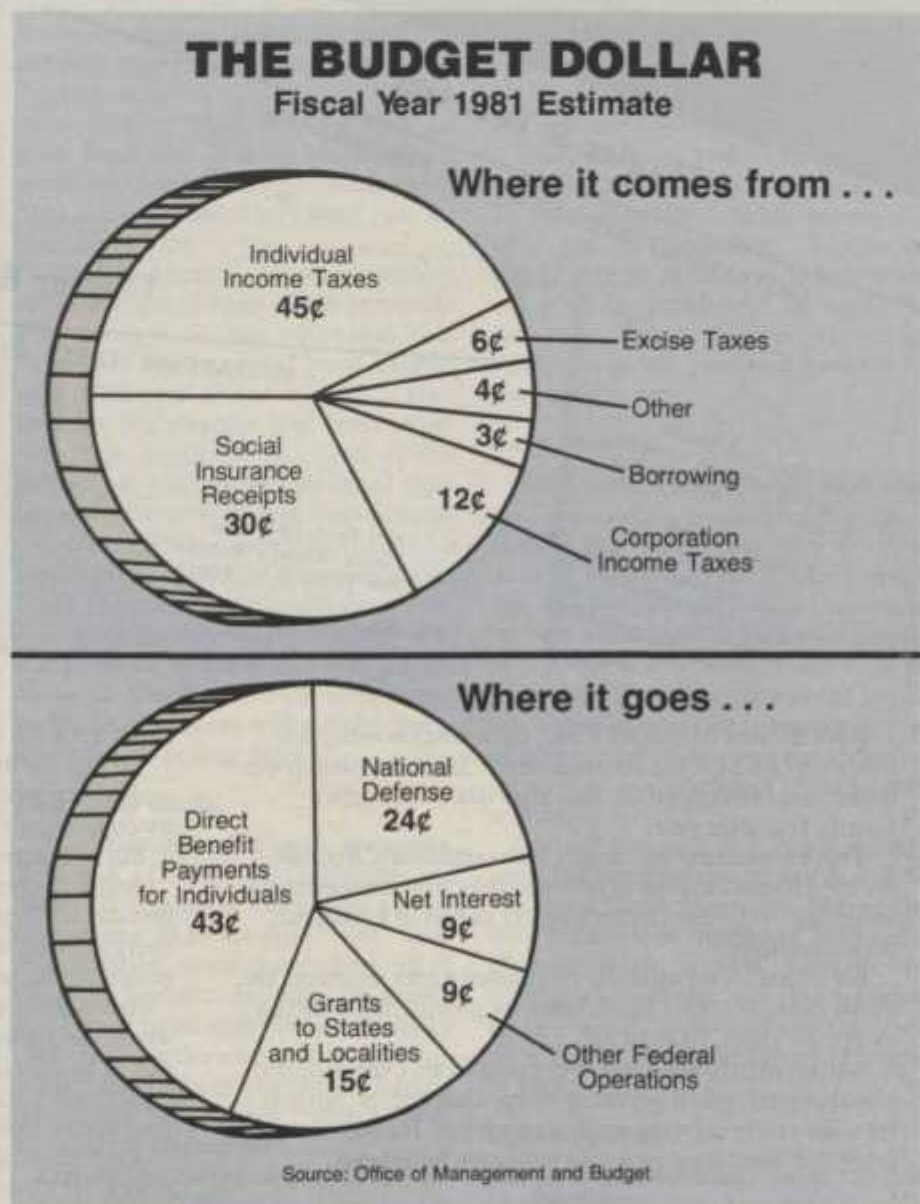 THE BUDGET DOLLAR
Fiscal Year 1981 Estimate
Where it comes from . . .
Individual
Income Taxes
45¢
6¢
Excise Taxes
4¢
Other
3¢
Borrowing
12¢
Corporation
Income Taxes
Social
Insurance
Receipts
30¢
Where it goes . . .
National
Defense
24¢
Direct
Benefit
Payments
for Individuals
43¢
Net Interest
9¢
9¢
Other Federal
Operations
Grants
to States
and Localities
15¢
Source: Office of Management and Budget